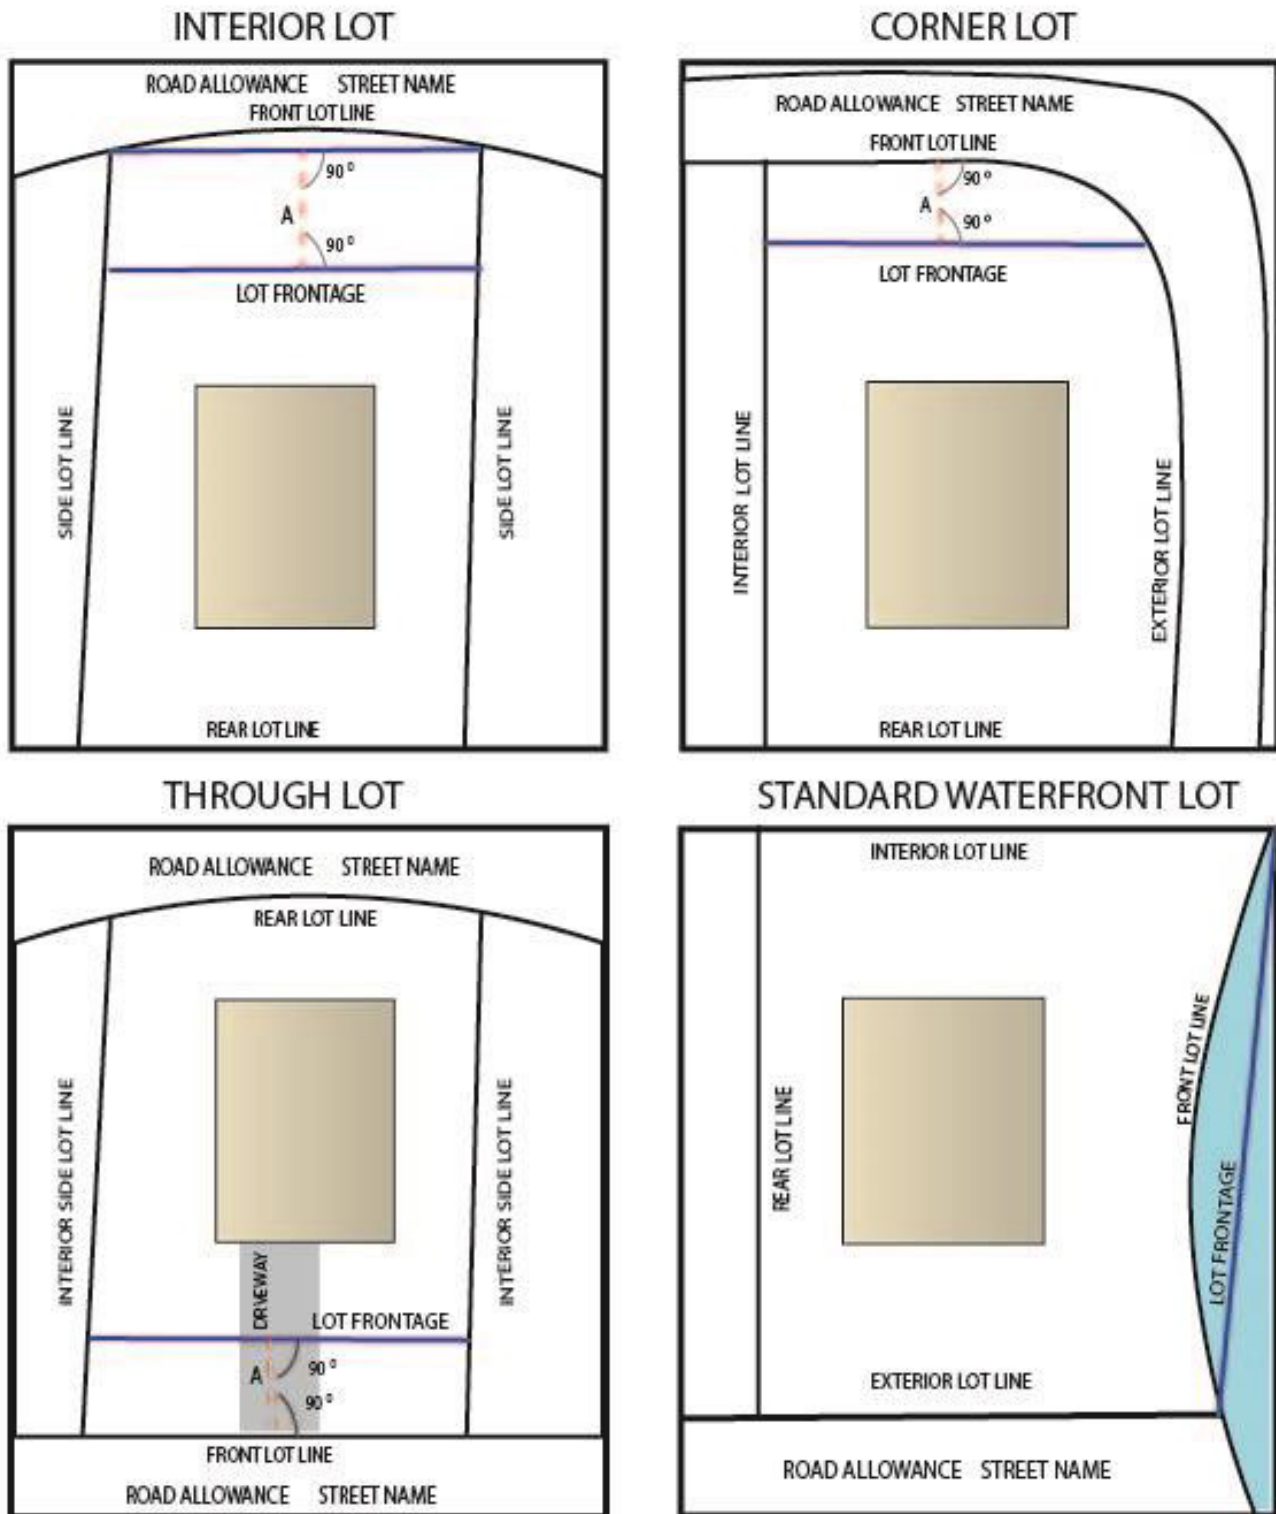 INTERIOR LOT
ROAD ALLOWANCE STREET NAME
FRONT LOT LINE
90 º
A
90 º
LOT FRONTAGE
SIDE LOT LINE
SIDE LOT LINE
REAR LOT LINE
CORNER LOT
ROAD ALLOWANCE STREET NAME
FRONT LOT LINE
90 º
A
90 º
LOT FRONTAGE
INTERIOR LOT LINE
EXTERIOR LOT LINE
REAR LOT LINE
THROUGH LOT
ROAD ALLOWANCE STREET NAME
REAR LOT LINE
INTERIOR SIDE LOT LINE
INTERIOR SIDE LOT LINE
DRIVEWAY
LOT FRONTAGE
A
90 º
90 º
FRONT LOT LINE
ROAD ALLOWANCE STREET NAME
STANDARD WATERFRONT LOT
INTERIOR LOT LINE
FRONT LOT LINE
REAR LOT LINE
LOT FRONTAGE
EXTERIOR LOT LINE
ROAD ALLOWANCE STREET NAME